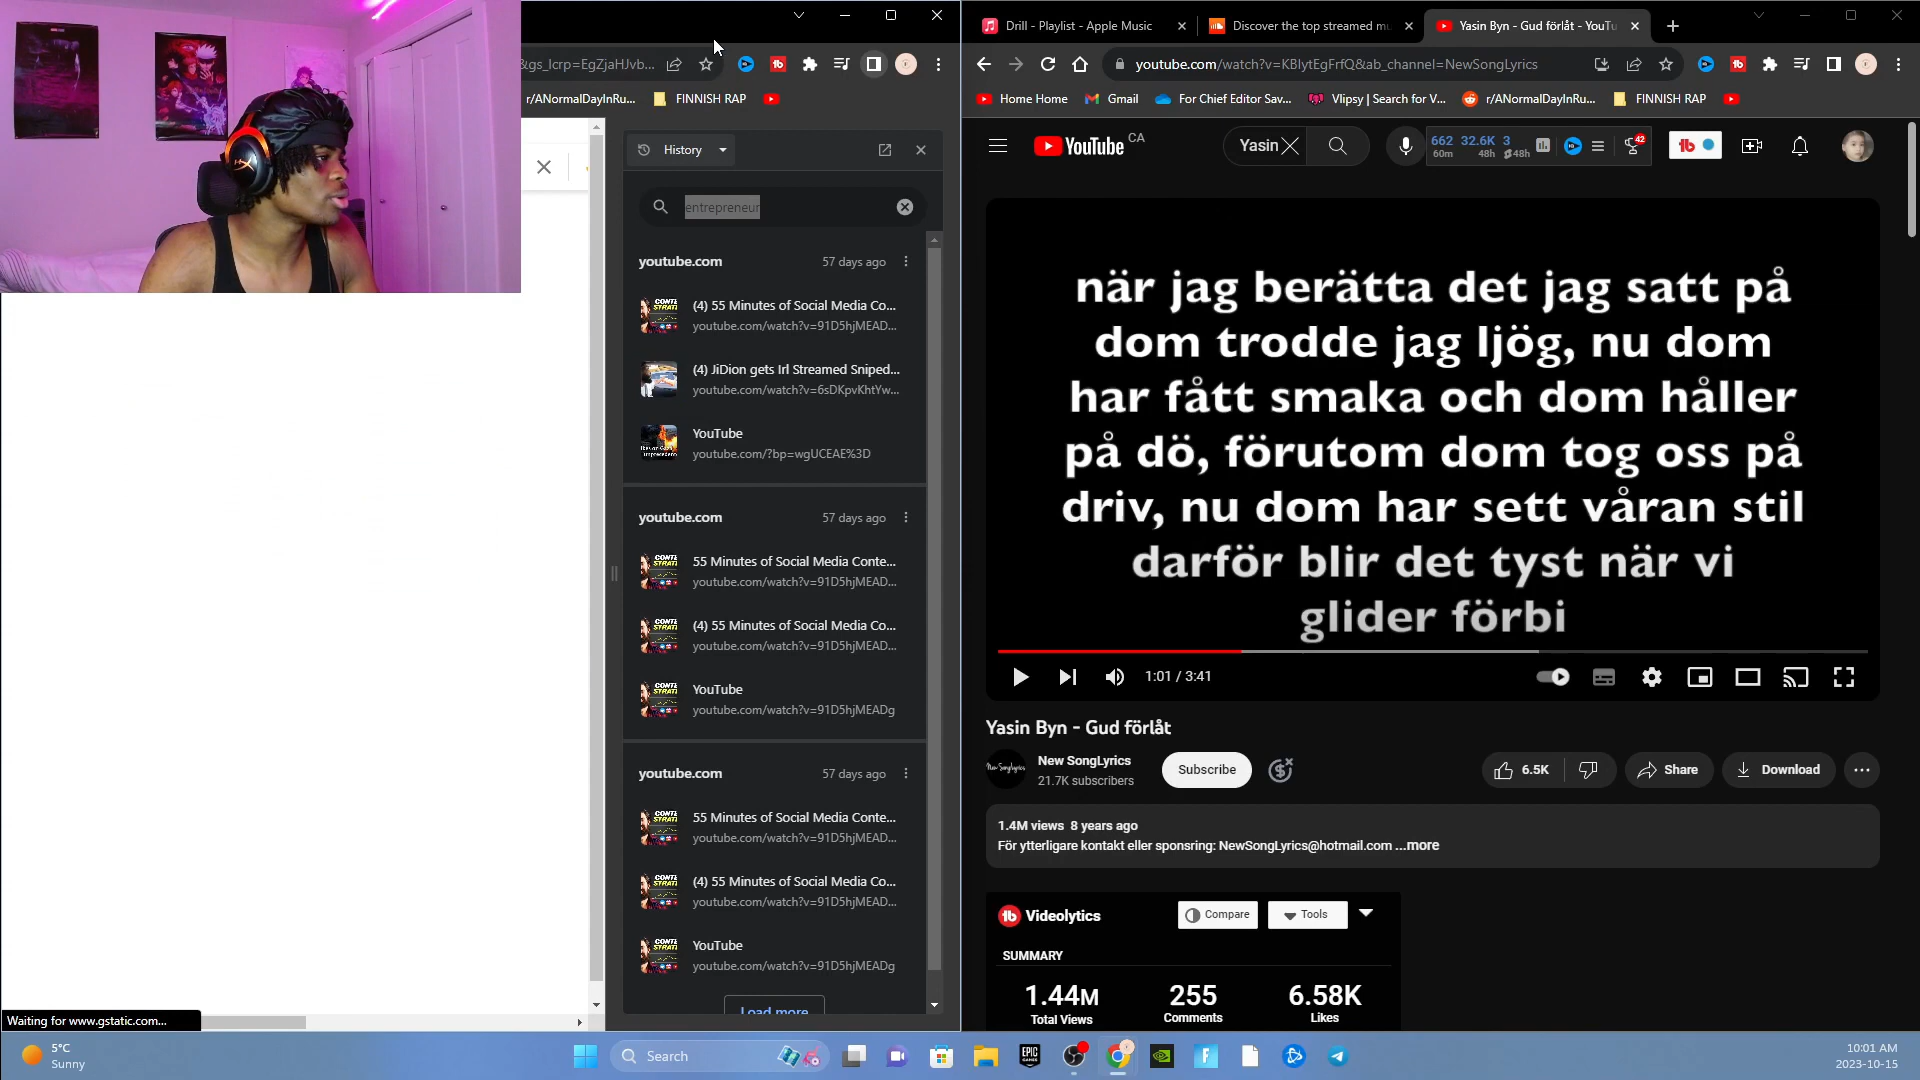 &gs_lcrp=EgZjaHJvb...
r/ANormalDayInRu...
FINNISH RAP
History
entrepreneur
youtube.com
57 days ago
(4) 55 Minutes of Social Media Co...
youtube.com/watch?v=91D5hjMEAD...
(4) JiDion gets Irl Streamed Sniped...
youtube.com/watch?v=6sDKpvKhtYw...
YouTube
youtube.com/?bp=wgUCEAE%3D
youtube.com
57 days ago
55 Minutes of Social Media Conte...
youtube.com/watch?v=91D5hjMEAD...
(4) 55 Minutes of Social Media Co...
youtube.com/watch?v=91D5hjMEAD...
YouTube
youtube.com/watch?v=91D5hjMEADg
youtube.com
57 days ago
55 Minutes of Social Media Conte...
youtube.com/watch?v=91D5hjMEAD...
(4) 55 Minutes of Social Media Co...
youtube.com/watch?v=91D5hjMEAD...
YouTube
youtube.com/watch?v=91D5hjMEADg
Load more
Waiting for www.gstatic.com...
Drill - Playlist - Apple Music
Discover the top streamed mu
Yasin Byn - Gud förlåt - YouTu
youtube.com/watch?v=KBIytEgFrfQ&ab_channel=NewSongLyrics
Home Home
Gmail
For Chief Editor Sav...
Vlipsy | Search for V...
r/ANormalDayInRu...
FINNISH RAP
YouTube CA
Yasin
662 32.6K 3
60m 48h 48h
42
när jag berätta det jag satt på
dom trodde jag ljög, nu dom
har fått smaka och dom håller
på dö, förutom dom tog oss på
driv, nu dom har sett våran stil
darför blir det tyst när vi
glider förbi
1:01 / 3:41
Yasin Byn - Gud förlåt
New SongLyrics
21.7K subscribers
Subscribe
6.5K
Share
Download
1.4M views 8 years ago
För ytterligare kontakt eller sponsring: NewSongLyrics@hotmail.com ...more
Videolytics
Compare
Tools
SUMMARY
1.44M
Total Views
255
Comments
6.58K
Likes
5°C
Sunny
Search
EPIC
GAMES
10:01 AM
2023-10-15